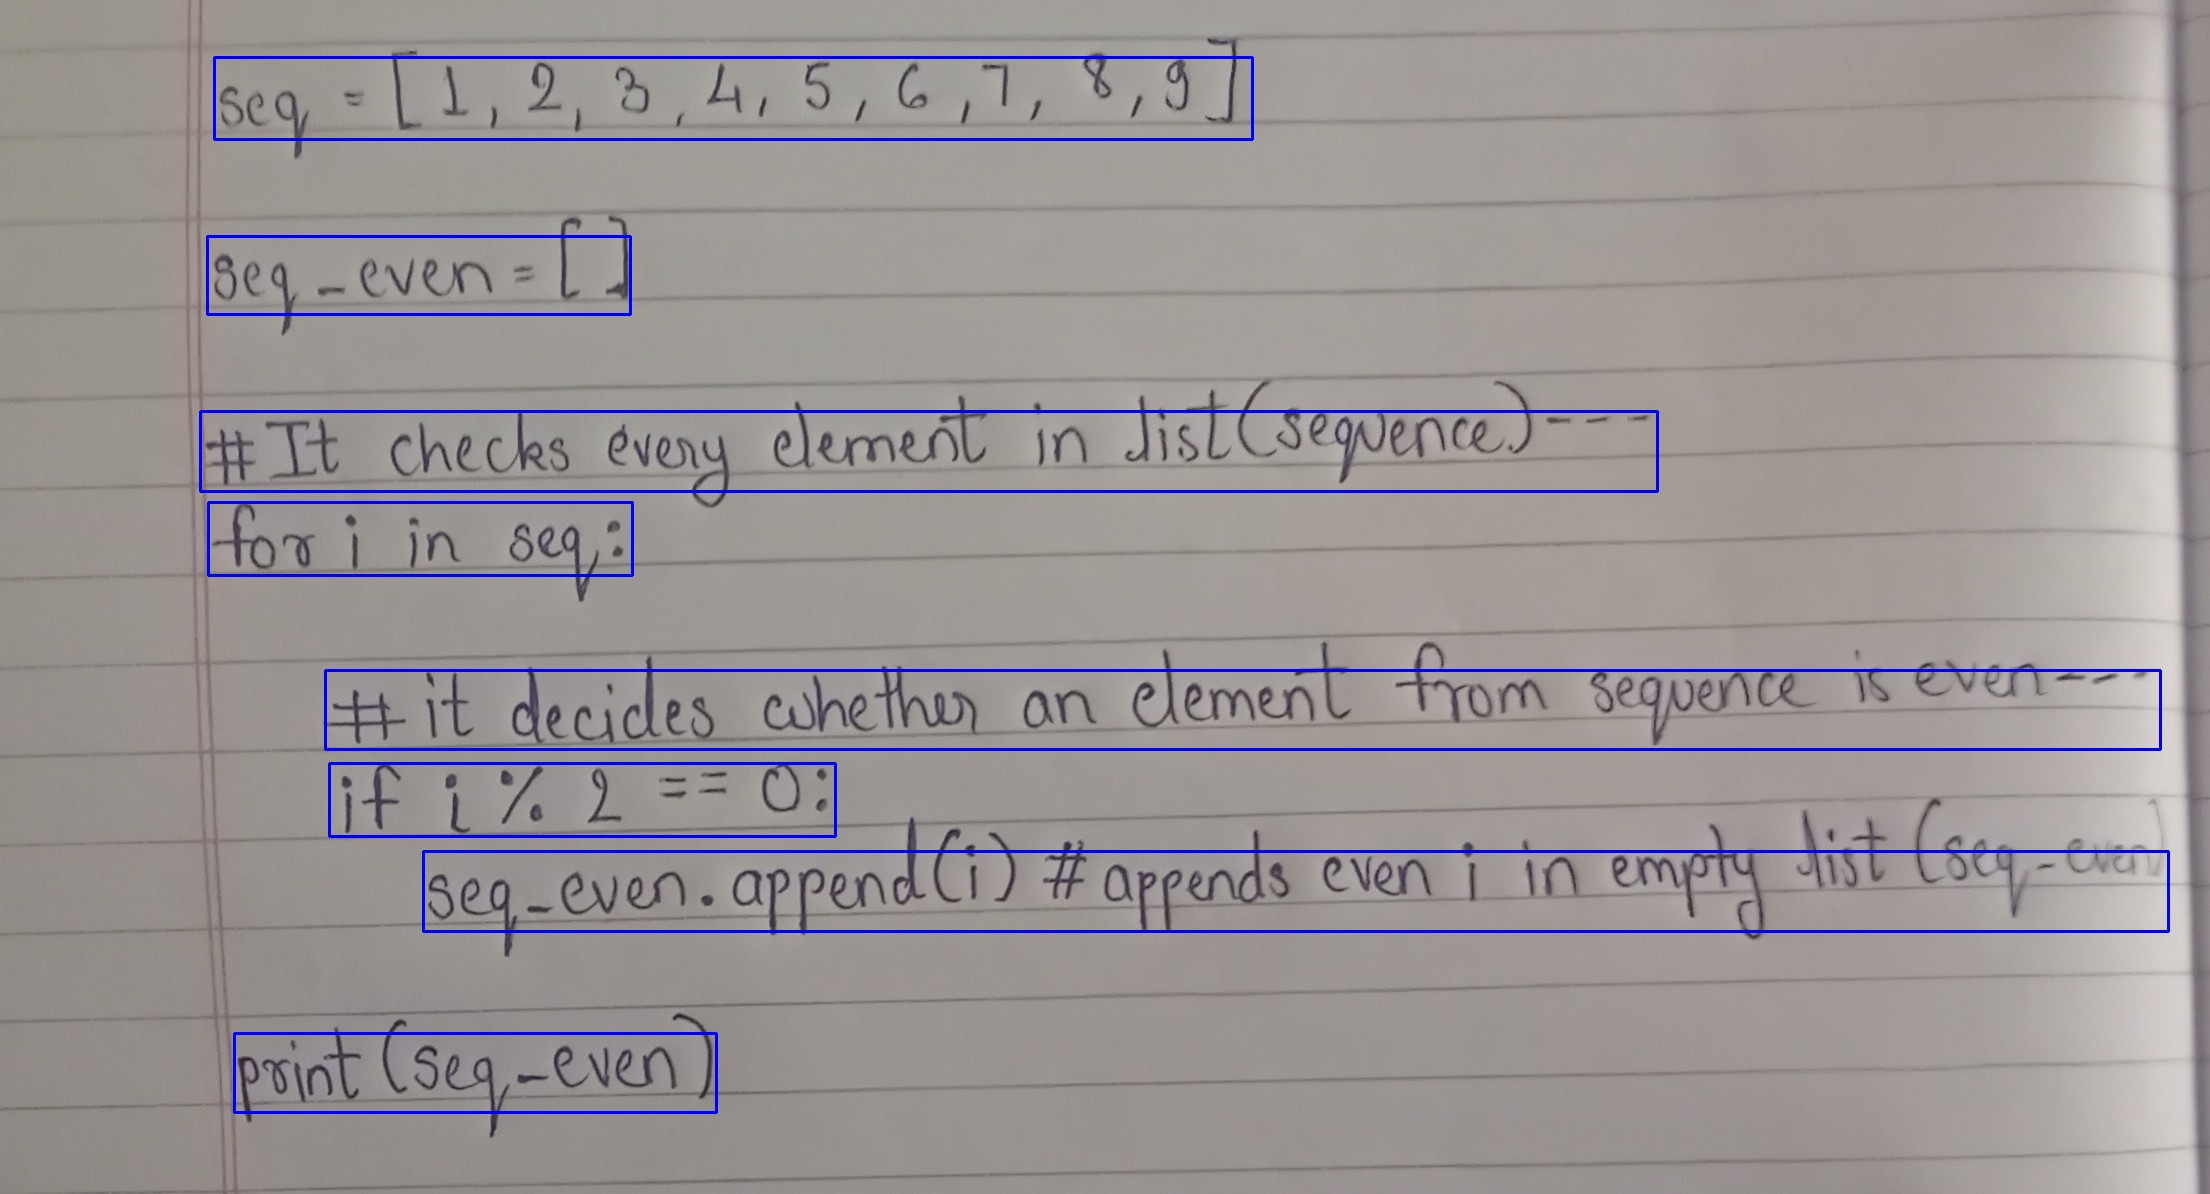 seq = [1, 2, 3, 4, 5, 6, 7, 8, 9]
seq_even = []
#It checks every element in list(sequence)---
for i in seq:
#it decides whether an element from sequence is even---
if i % 2 == 0:
seq_even.append(i) #appends even i in empty list (seq_even)
print(seq_even)